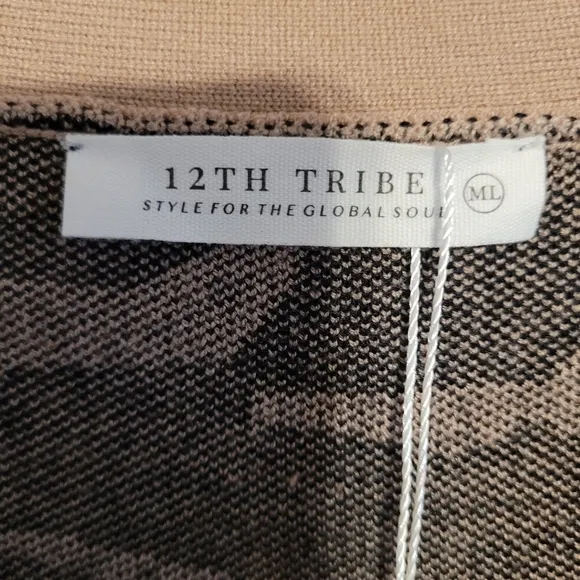 12TH TRIBE
ML
STYLE FOR THE GLOBAL SOUL